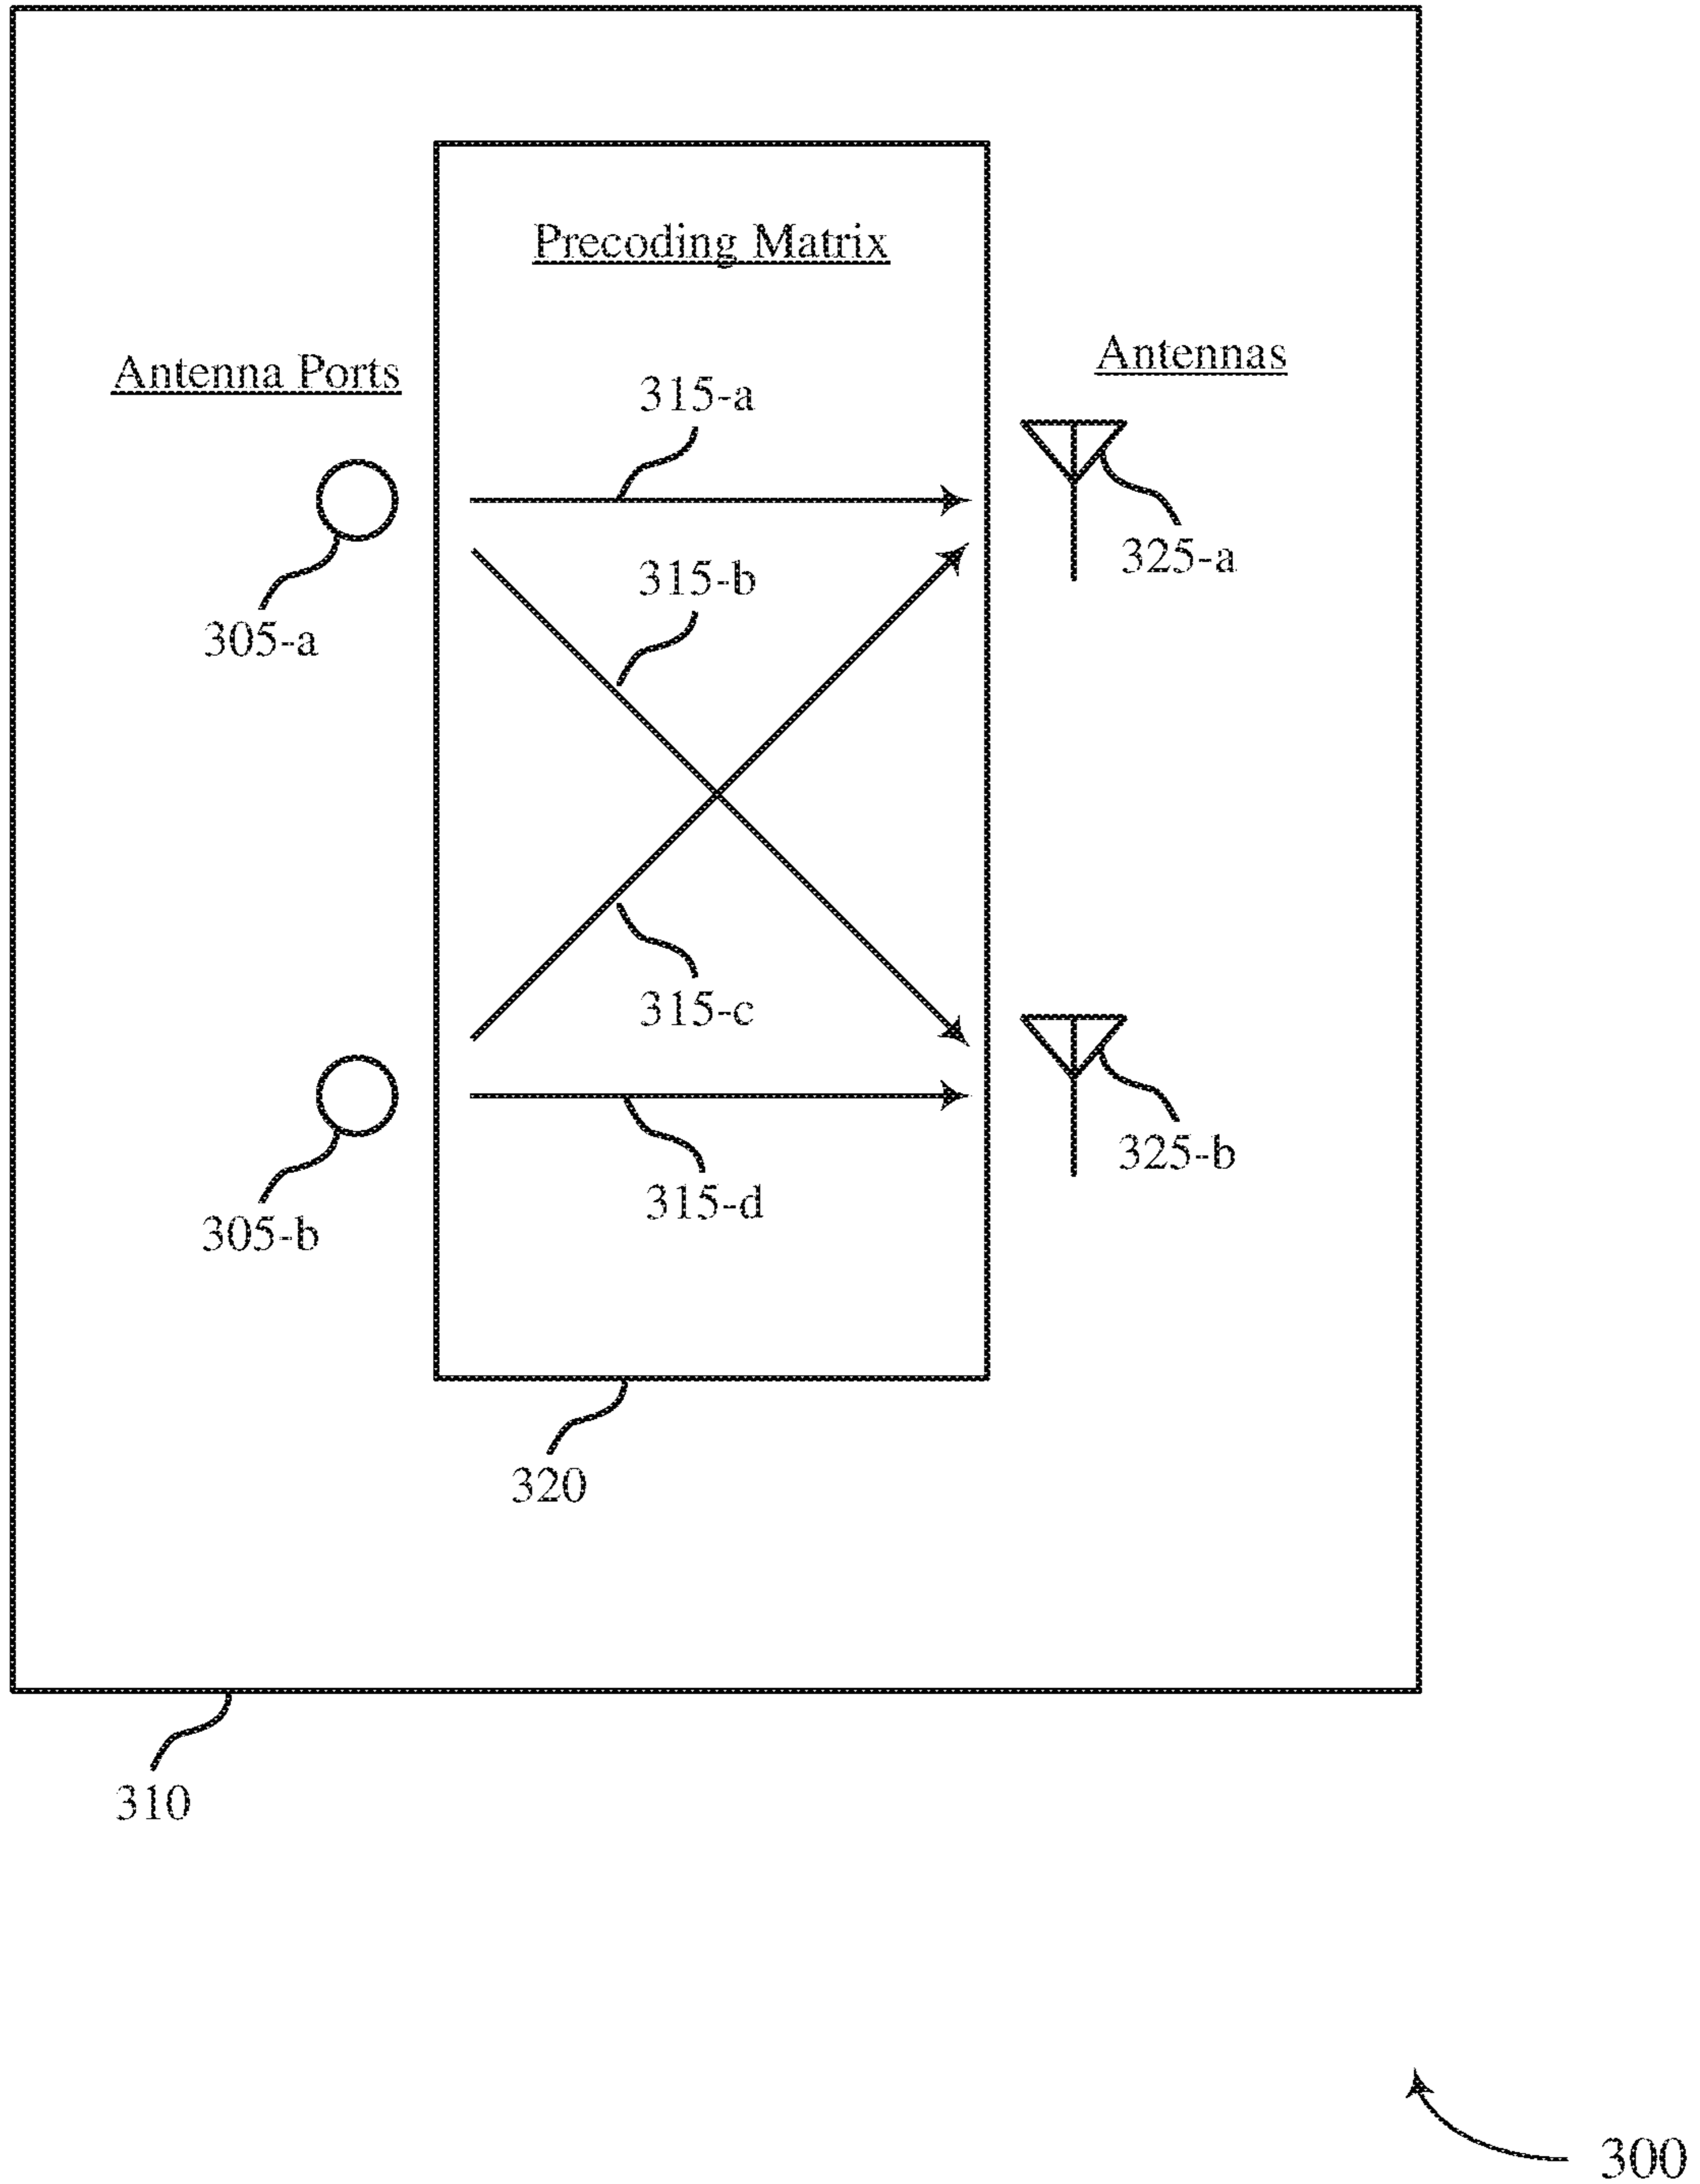 Precoding Matrix
Antenna Ports
Antennas
315-a
305-a
315-b
325-a
315-c
305-b
315-d
325-b
320
310
300